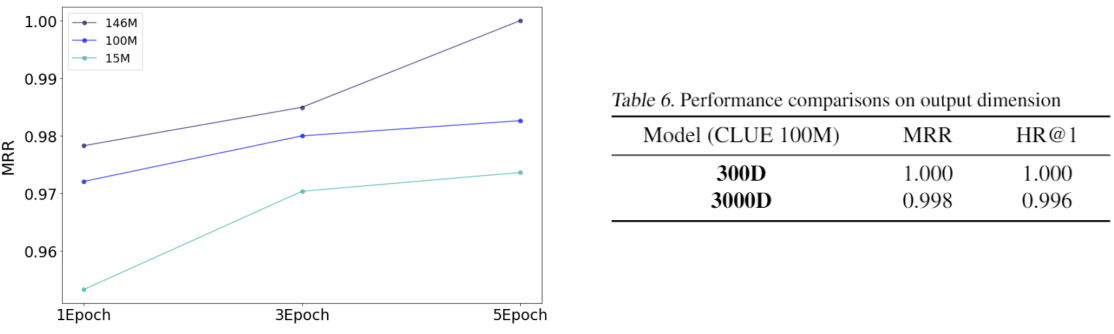 1.00
0.99
0.98
0.97
0.96
MRR
146M
100M
15M
1Epoch 3Epoch 5Epoch
Table 6. Performance comparisons on output dimension
Model (CLUE 100M) MRR HR@1
300D 1.000 1.000
3000D 0.998 0.996